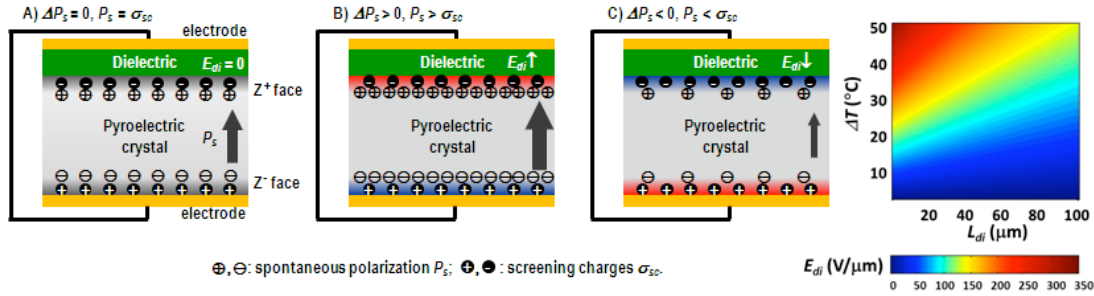 A) ΔPs = 0, Ps = σsc
B) ΔPs > 0, Ps > σsc
C) ΔPs < 0, Ps < σsc
electrode
Dielectric Edi = 0
Z+ face
Pyroelectric
crystal Ps
Z- face
electrode
Dielectric Edi↑
Pyroelectric
crystal
Dielectric Edi↓
Pyroelectric
crystal
ΔT (°C)
50
40
30
20
10
20 40 60 80 100
Ldi (µm)
⊕,⊖: spontaneous polarization Ps; +,-: screening charges σsc.
Edi (V/µm)
0 50 100 150 200 250 300 350